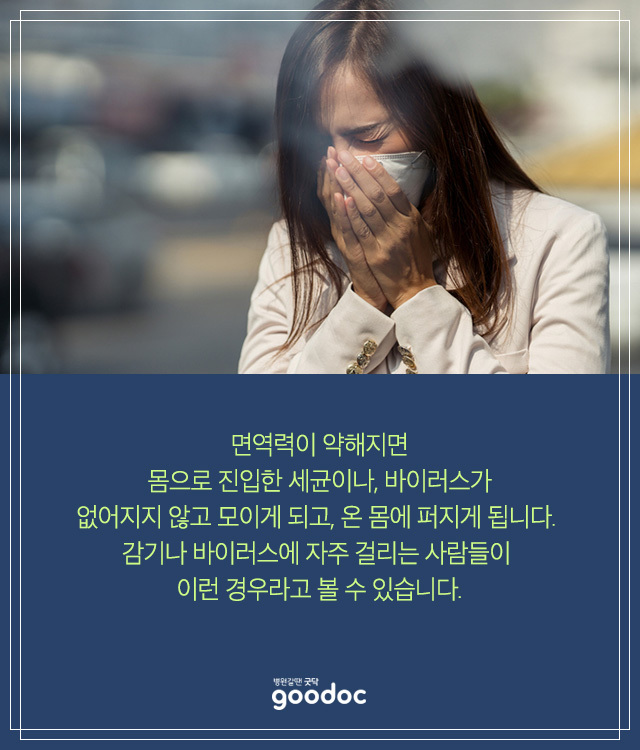 면역력이 약해지면
몸으로 진입한 세균이나, 바이러스가
없어지지 않고 모이게 되고, 온 몸에 퍼지게 됩니다.
감기나 바이러스에 자주 걸리는 사람들이
이런 경우라고 볼 수 있습니다.
병원갈땐 굿닥
goodoc